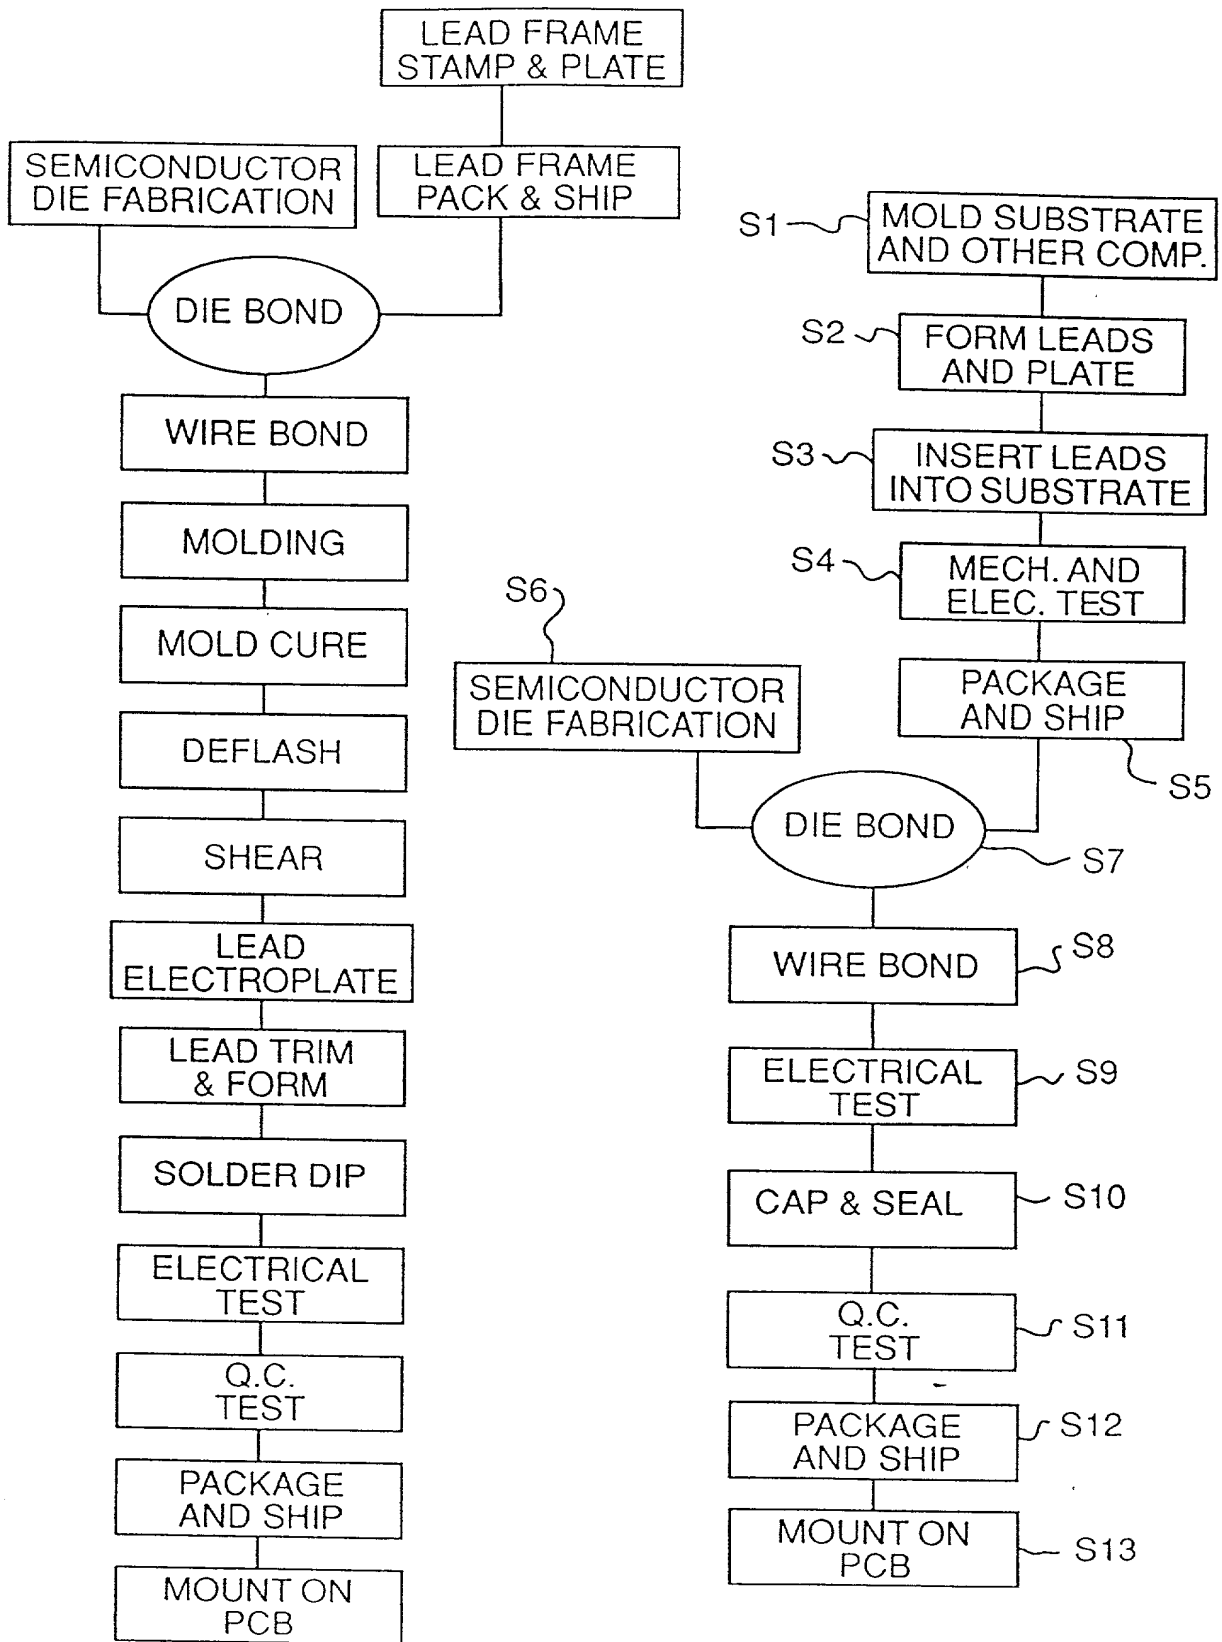 LEAD FRAME
STAMP & PLATE
SEMICONDUCTOR
DIE FABRICATION
LEAD FRAME
PACK & SHIP
DIE BOND
WIRE BOND
MOLDING
MOLD CURE
DEFLASH
SHEAR
LEAD
ELECTROPLATE
LEAD TRIM
& FORM
SOLDER DIP
ELECTRICAL
TEST
Q.C.
TEST
PACKAGE
AND SHIP
MOUNT ON
PCB
S1
MOLD SUBSTRATE
AND OTHER COMP.
S2
FORM LEADS
AND PLATE
S3
INSERT LEADS
INTO SUBSTRATE
S4
MECH. AND
ELEC. TEST
PACKAGE
AND SHIP
S5
S6
SEMICONDUCTOR
DIE FABRICATION
DIE BOND
S7
WIRE BOND
S8
ELECTRICAL
TEST
S9
CAP & SEAL
S10
Q.C.
TEST
S11
PACKAGE
AND SHIP
S12
MOUNT ON
PCB
S13